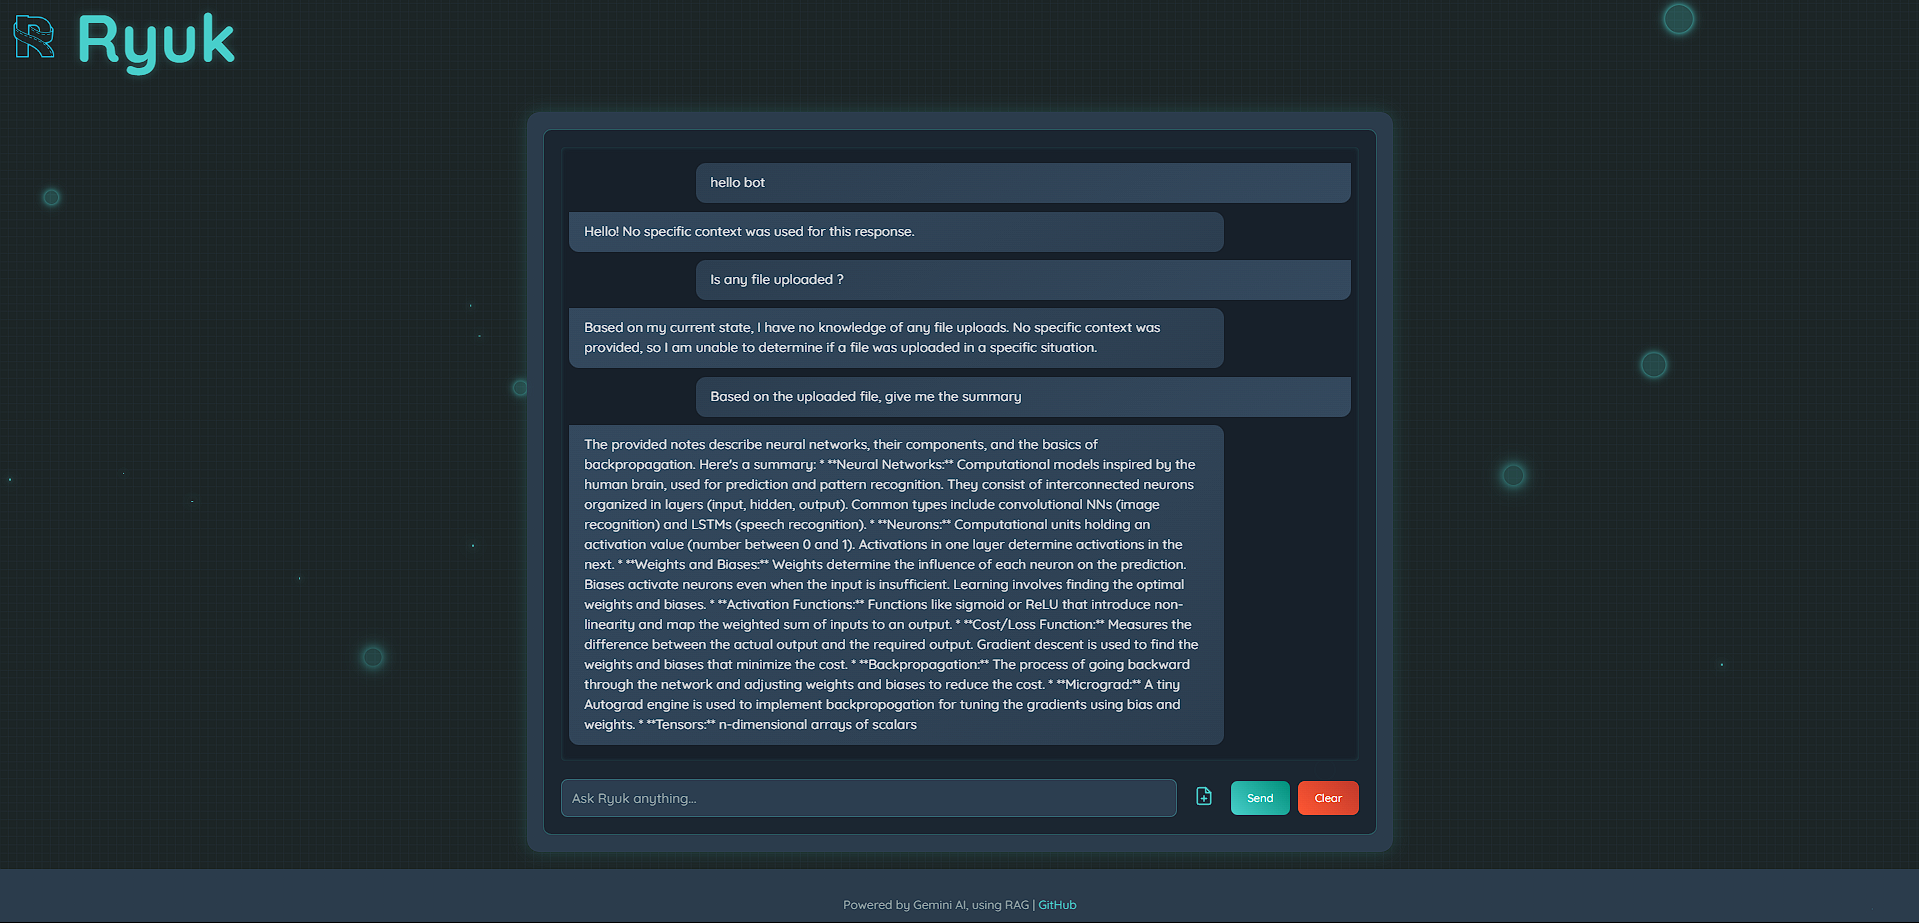 Ryuk
hello bot
Hello! No specific context was used for this response.
Is any file uploaded ?
Based on my current state, I have no knowledge of any file uploads. No specific context was
provided, so I am unable to determine if a file was uploaded in a specific situation.
Based on the uploaded file, give me the summary
The provided notes describe neural networks, their components, and the basics of
backpropagation. Here's a summary: * **Neural Networks:** Computational models inspired by the
human brain, used for prediction and pattern recognition. They consist of interconnected neurons
organized in layers (input, hidden, output). Common types include convolutional NNs (image
recognition) and LSTMs (speech recognition). * **Neurons:** Computational units holding an
activation value (number between 0 and 1). Activations in one layer determine activations in the
next. * **Weights and Biases:** Weights determine the influence of each neuron on the prediction.
Biases activate neurons even when the input is insufficient. Learning involves finding the optimal
weights and biases. * **Activation Functions:** Functions like sigmoid or ReLU that introduce non-
linearity and map the weighted sum of inputs to an output. * **Cost/Loss Function:** Measures the
difference between the actual output and the required output. Gradient descent is used to find the
weights and biases that minimize the cost. * **Backpropagation:** The process of going backward
through the network and adjusting weights and biases to reduce the cost. * **Micrograd:** A tiny
Autograd engine is used to implement backpropogation for tuning the gradients using bias and
weights. * **Tensors:** n-dimensional arrays of scalars
Ask Ryuk anything...
Send
Clear
Powered by Gemini AI, using RAG | GitHub